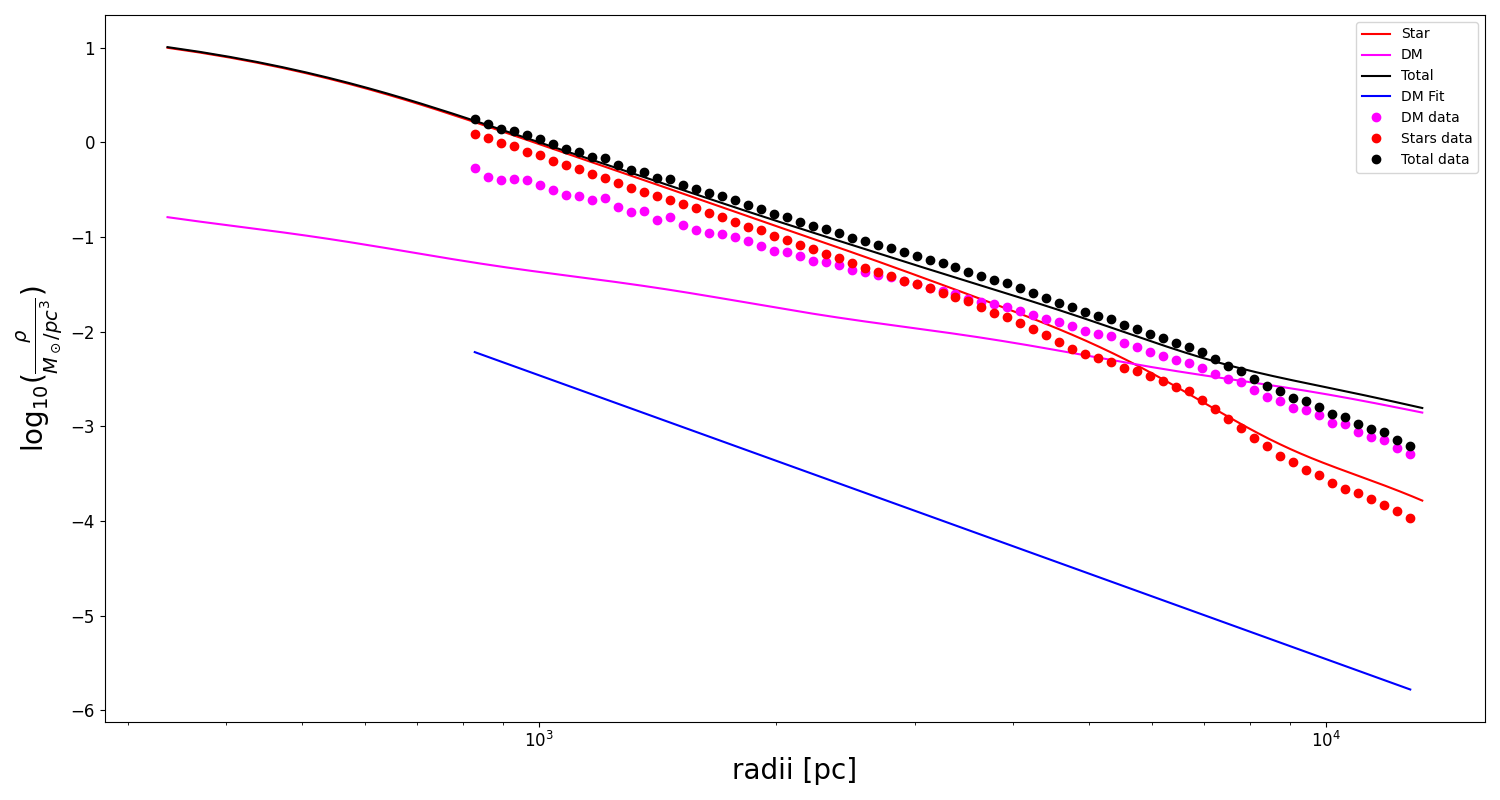 1
0
−1
−2
−3
−4
−5
−6
log10(ρ / M⊙/pc³)
10³
10⁴
radii [pc]
Star
DM
Total
DM Fit
DM data
Stars data
Total data